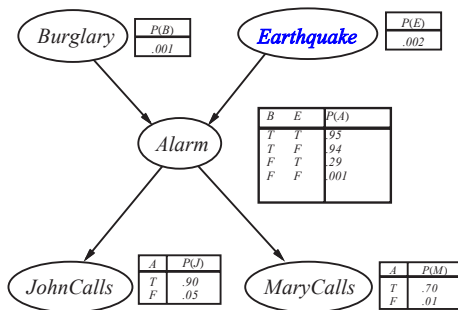 Burglary
P(B)
.001
Earthquake
P(E)
.002
Alarm
B E P(A)
T T .95
T F .94
F T .29
F F .001
JohnCalls
A P(J)
T .90
F .05
MaryCalls
A P(M)
T .70
F .01